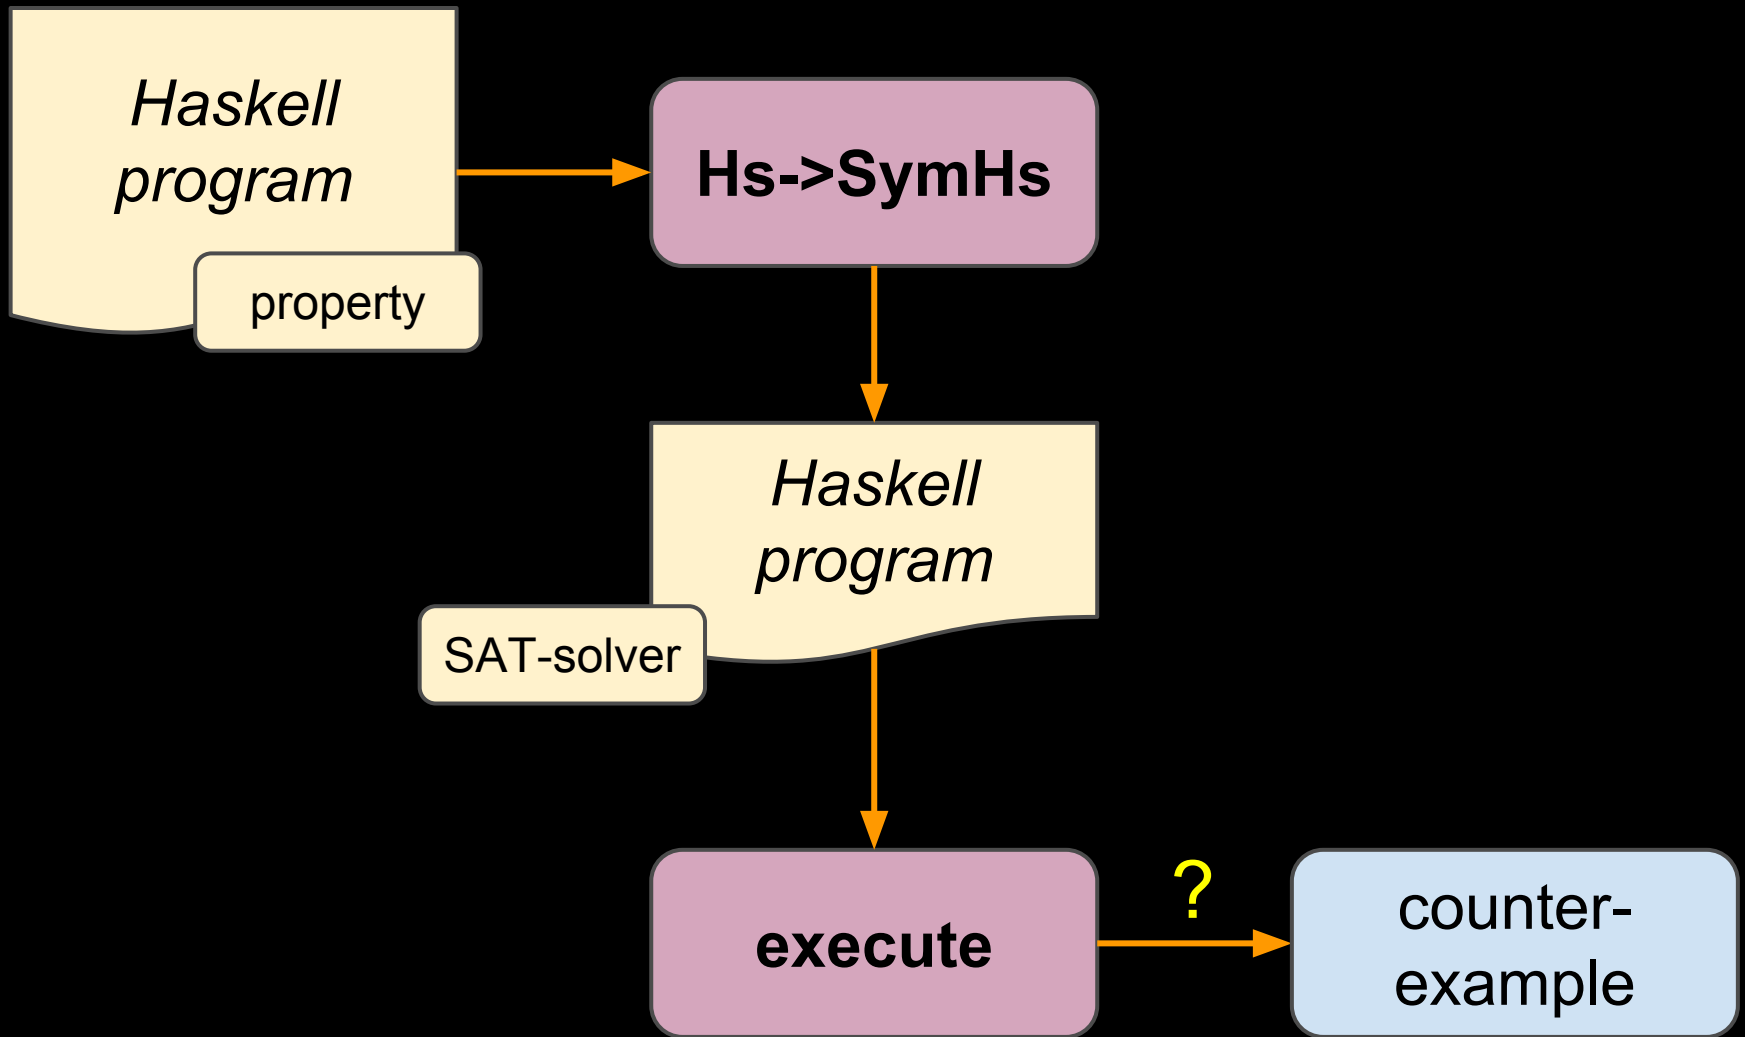 Haskell
program
property
Hs->SymHs
Haskell
program
SAT-solver
execute
?
counter-
example